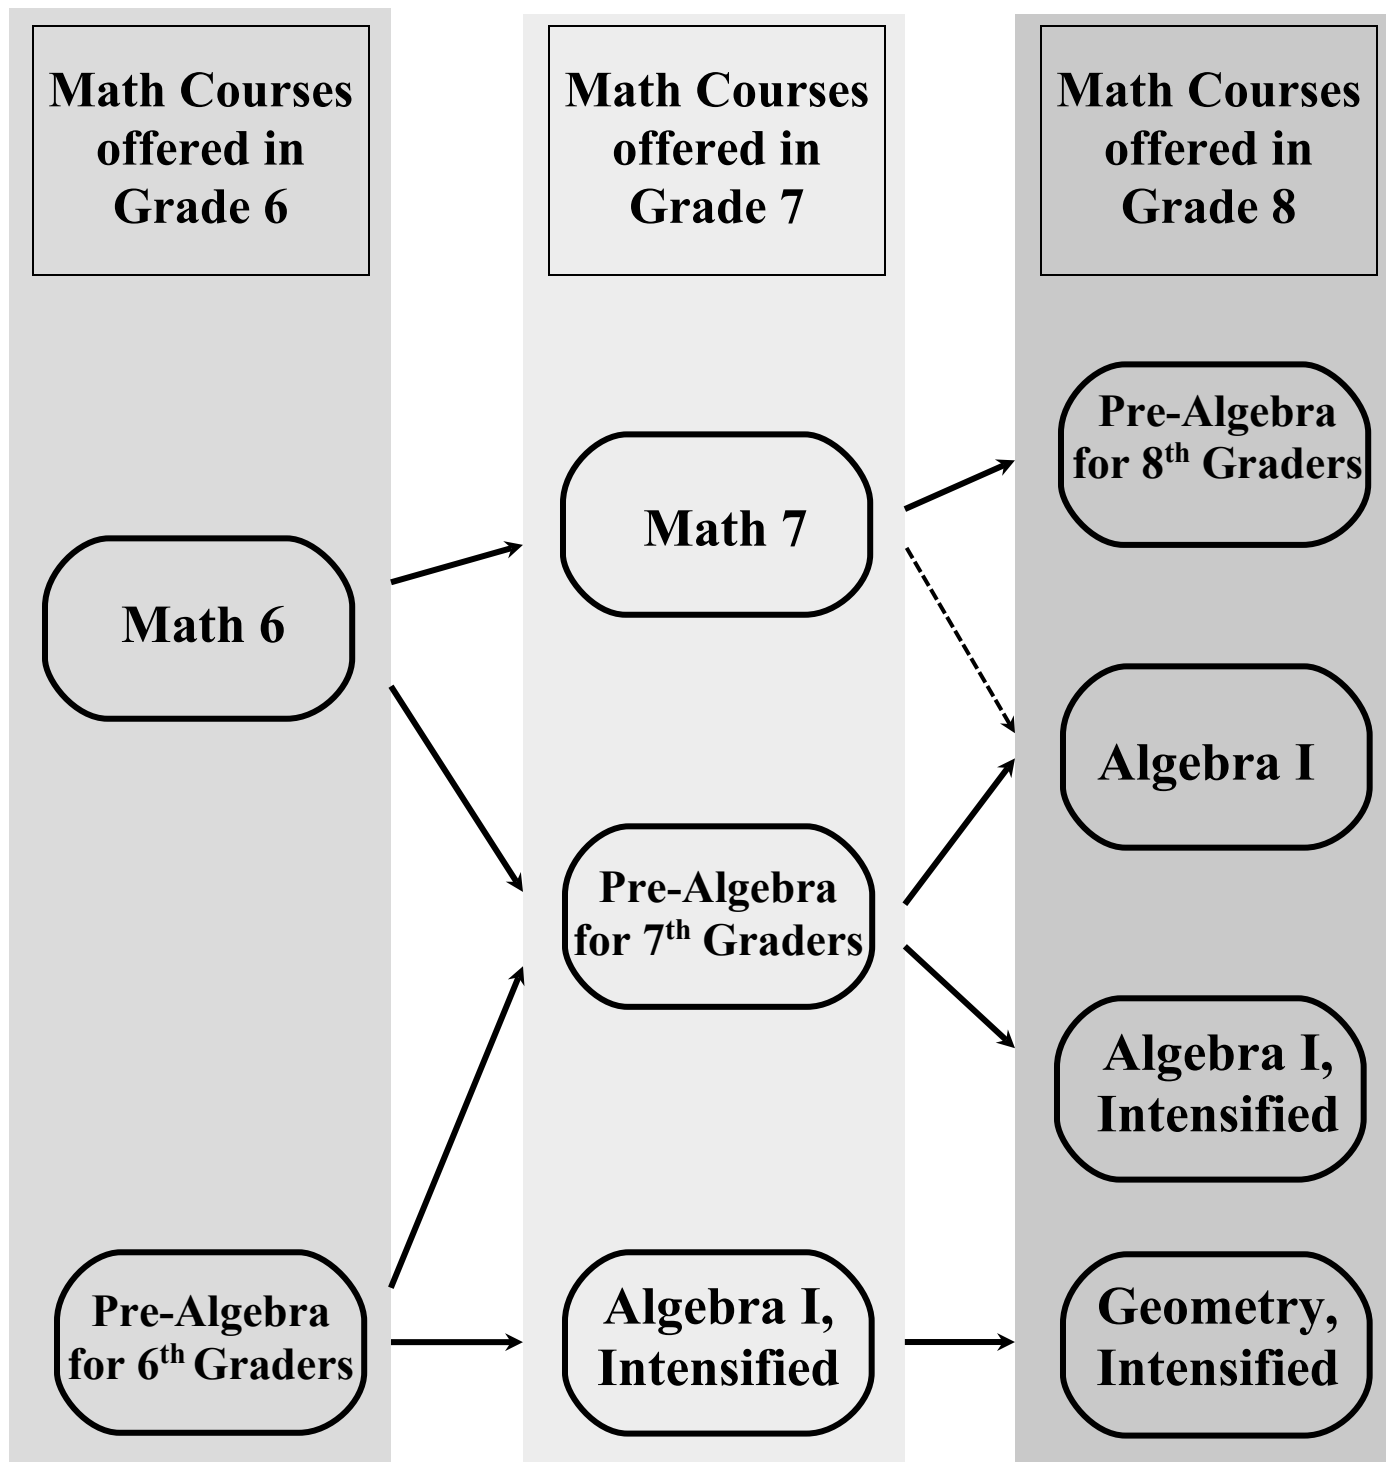 Math Courses
offered in
Grade 6
Math 6
Pre-Algebra
for 6th Graders
Math Courses
offered in
Grade 7
Math 7
Pre-Algebra
for 7th Graders
Algebra I,
Intensified
Math Courses
offered in
Grade 8
Pre-Algebra
for 8th Graders
Algebra I
Algebra I,
Intensified
Geometry,
Intensified